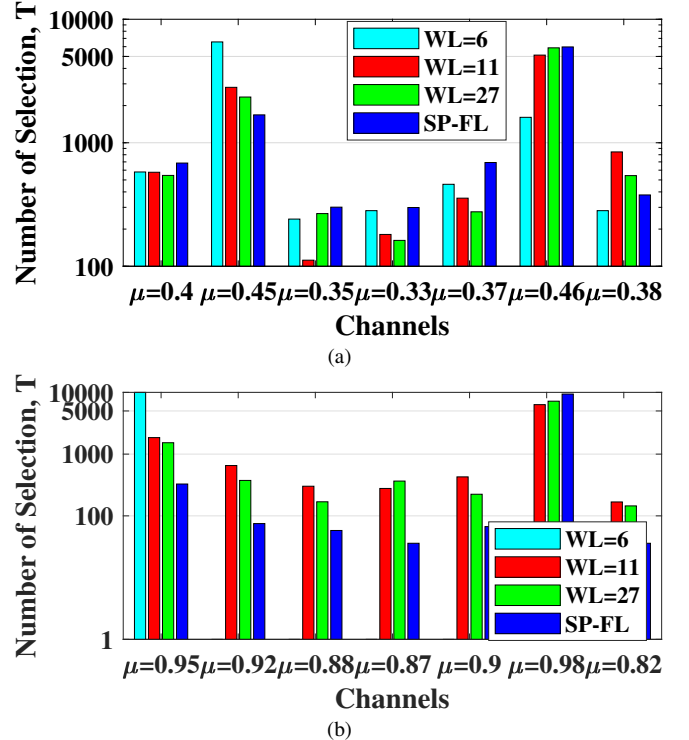 10000
5000
1000
100
Number of Selection, T
WL=6
WL=11
WL=27
SP-FL
μ=0.4 μ=0.45 μ=0.35 μ=0.33 μ=0.37 μ=0.46 μ=0.38
Channels
(a)
10000
5000
1000
100
1
Number of Selection, T
WL=6
WL=11
WL=27
SP-FL
μ=0.95 μ=0.92 μ=0.88 μ=0.87 μ=0.9 μ=0.98 μ=0.82
Channels
(b)